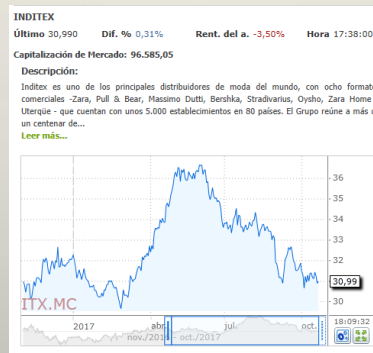 INDITEX
Último 30,990 Dif. % 0,31% Rent. del a. -3,50% Hora 17:38:00
Capitalización de Mercado: 96.585,05
Descripción:
Inditex es uno de los principales distribuidores de moda del mundo, con ocho format
comerciales -Zara, Pull & Bear, Massimo Dutti, Bershka, Stradivarius, Oysho, Zara Home
Uterqüe - que cuentan con unos 5.000 establecimientos en 80 países. El Grupo reúne a más
un centenar de...
Leer más...
36
35
34
33
32
30,99
30
ITX.MC
2017 abr. jul. oct.
nov./201 - oct./2017
18:09:32